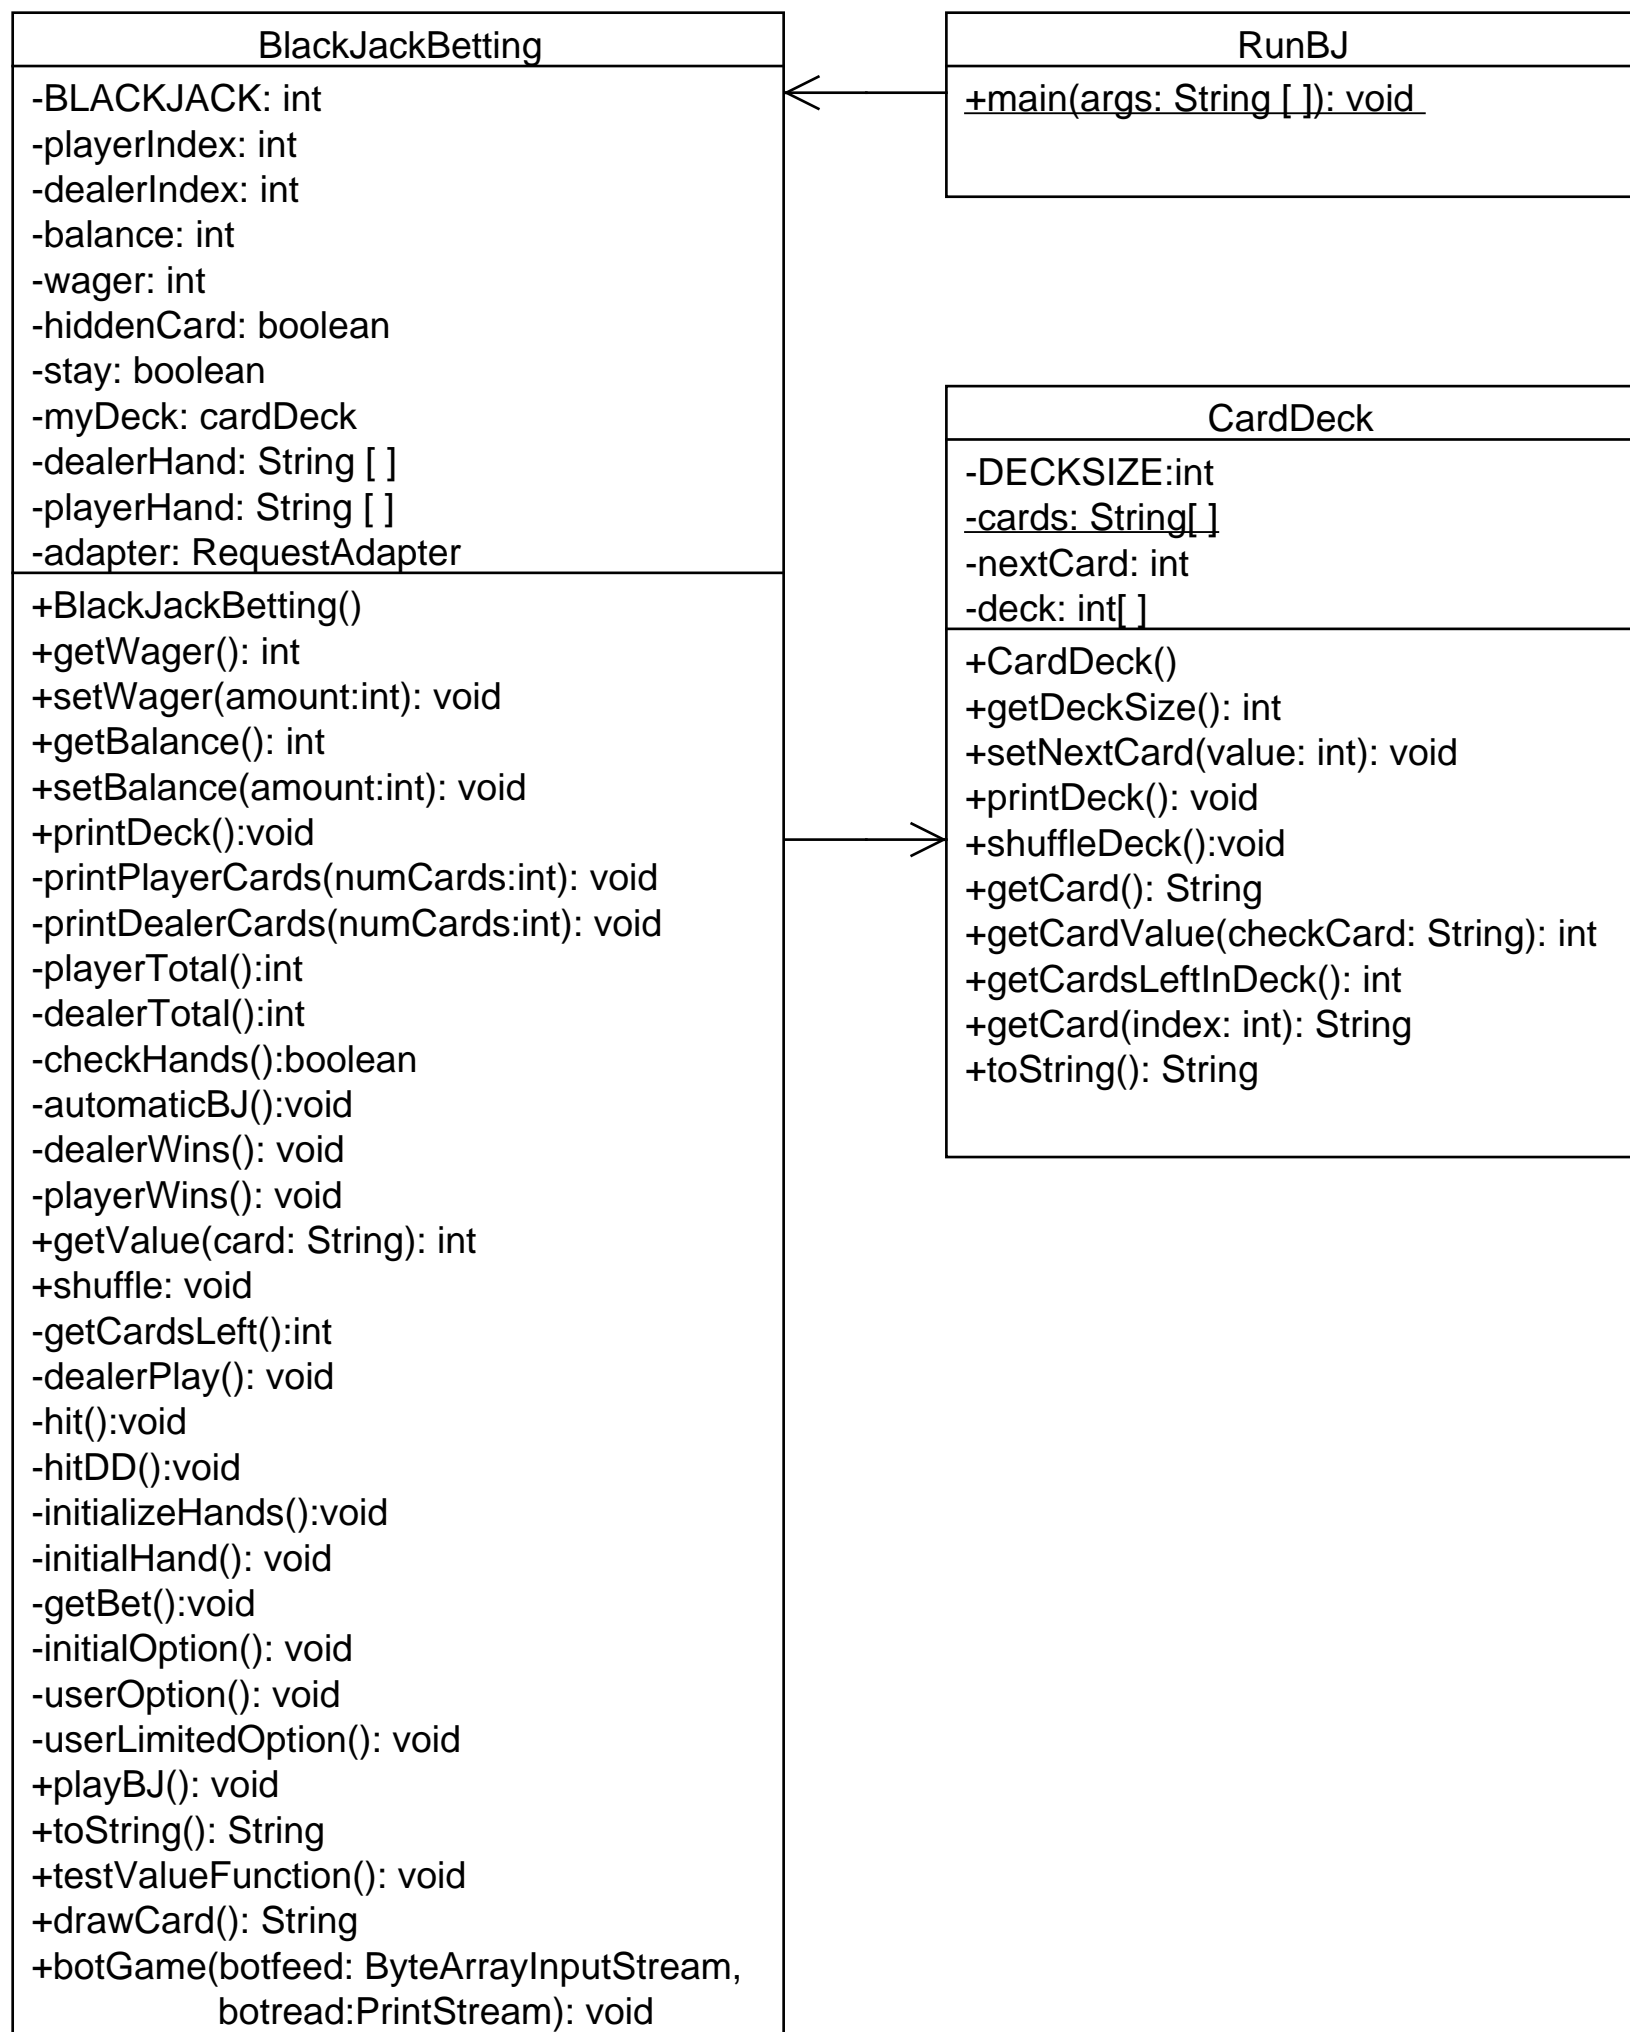 BlackJackBetting
-BLACKJACK: int
-playerIndex: int
-dealerIndex: int
-balance: int
-wager: int
-hiddenCard: boolean
-stay: boolean
-myDeck: cardDeck
-dealerHand: String [ ]
-playerHand: String [ ]
-adapter: RequestAdapter
+BlackJackBetting()
+getWager(): int
+setWager(amount:int): void
+getBalance(): int
+setBalance(amount:int): void
+printDeck():void
-printPlayerCards(numCards:int): void
-printDealerCards(numCards:int): void
-playerTotal():int
-dealerTotal():int
-checkHands():boolean
-automaticBJ():void
-dealerWins(): void
-playerWins(): void
+getValue(card: String): int
+shuffle: void
-getCardsLeft():int
-dealerPlay(): void
-hit():void
-hitDD():void
-initializeHands():void
-initialHand(): void
-getBet():void
-initialOption(): void
-userOption(): void
-userLimitedOption(): void
+playBJ(): void
+toString(): String
+testValueFunction(): void
+drawCard(): String
+botGame(botfeed: ByteArrayInputStream,
botread:PrintStream): void
RunBJ
+main(args: String [ ]): void
CardDeck
-DECKSIZE:int
-cards: String[ ]
-nextCard: int
-deck: int[ ]
+CardDeck()
+getDeckSize(): int
+setNextCard(value: int): void
+printDeck(): void
+shuffleDeck():void
+getCard(): String
+getCardValue(checkCard: String): int
+getCardsLeftInDeck(): int
+getCard(index: int): String
+toString(): String